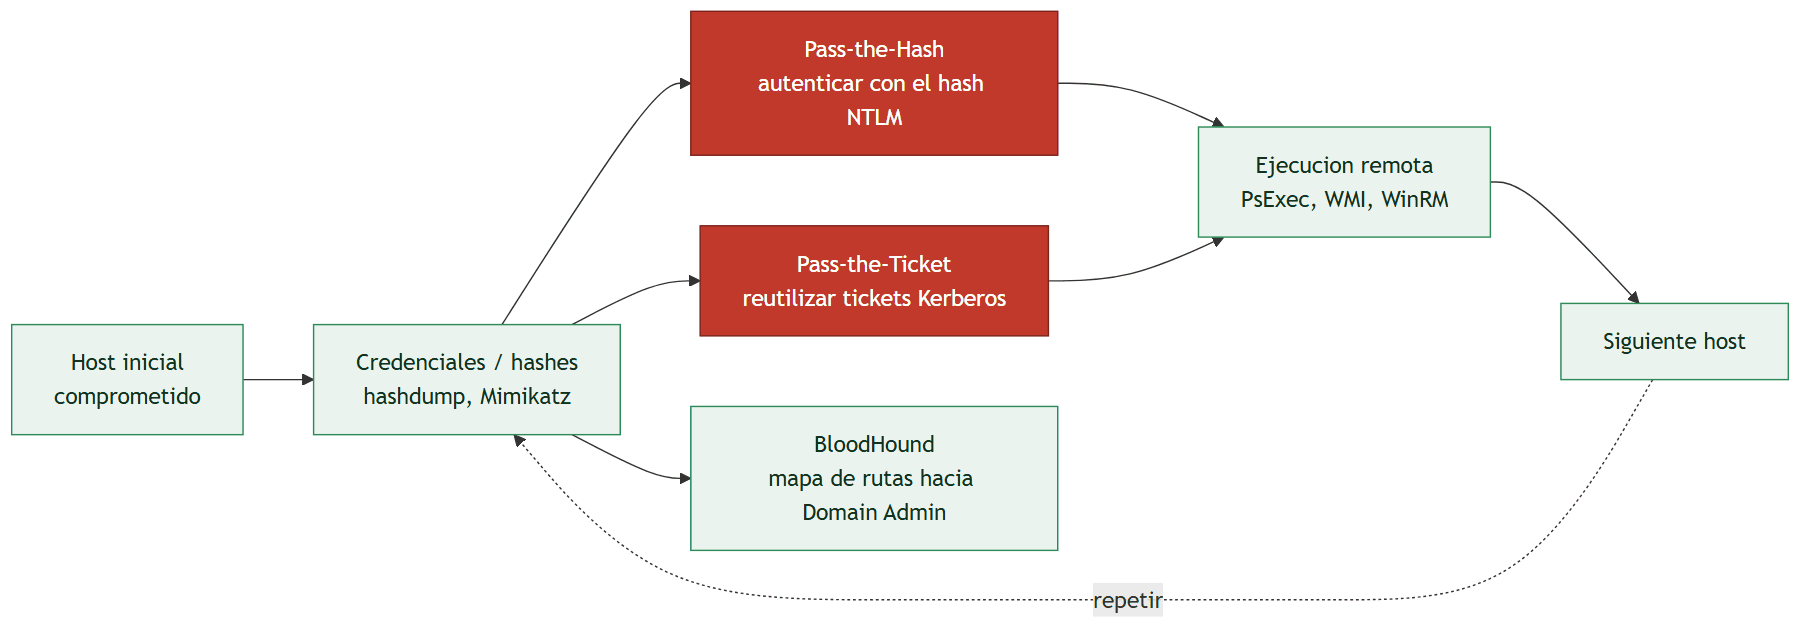 Host inicial
comprometido
Credenciales / hashes
hashdump, Mimikatz
Pass-the-Hash
autenticar con el hash
NTLM
Pass-the-Ticket
reutilizar tickets Kerberos
BloodHound
mapa de rutas hacia
Domain Admin
Ejecucion remota
PsExec, WMI, WinRM
Siguiente host
repetir